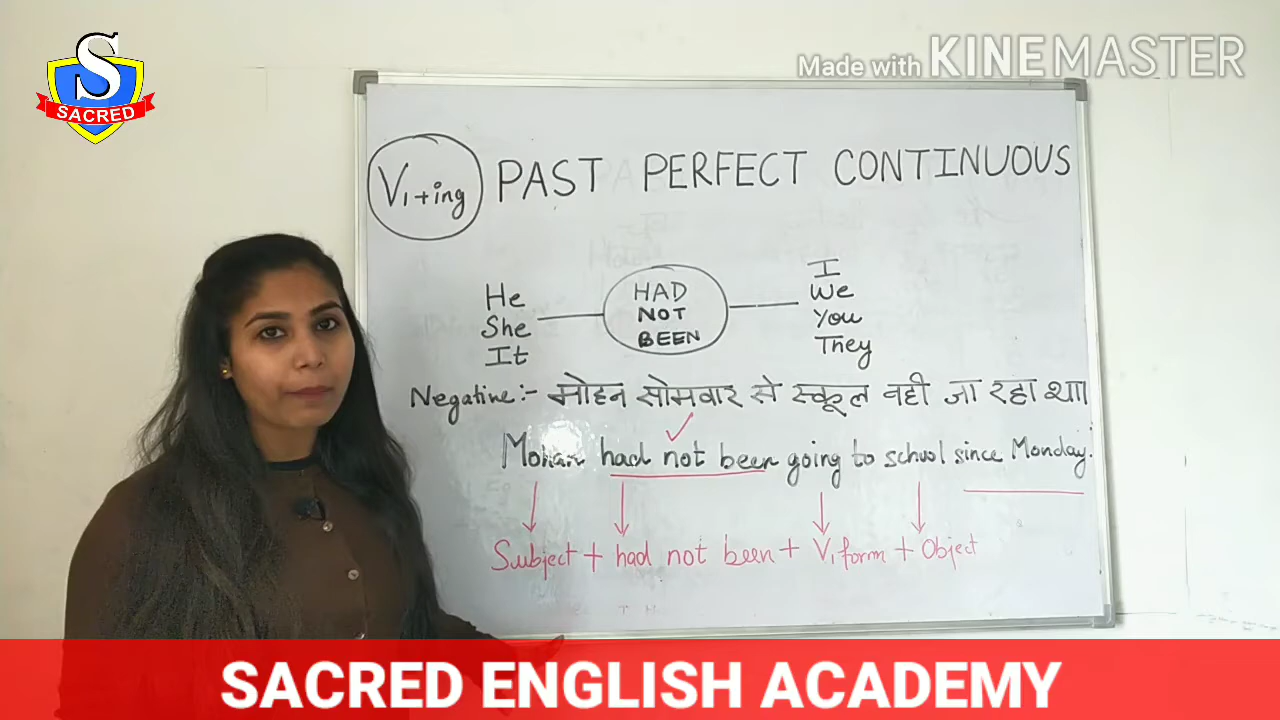 S
SACRED
Made with KINEMASTER
V1+ing PAST PERFECT CONTINUOUS
He
She
It
HAD
NOT
BEEN
I
We
You
They
Negative:- मोहन सोमवार से स्कूल नही जा रहा था।
Mohan had not been going to school since Monday.
Subject + had not been + V1 form + Object
SACRED ENGLISH ACADEMY